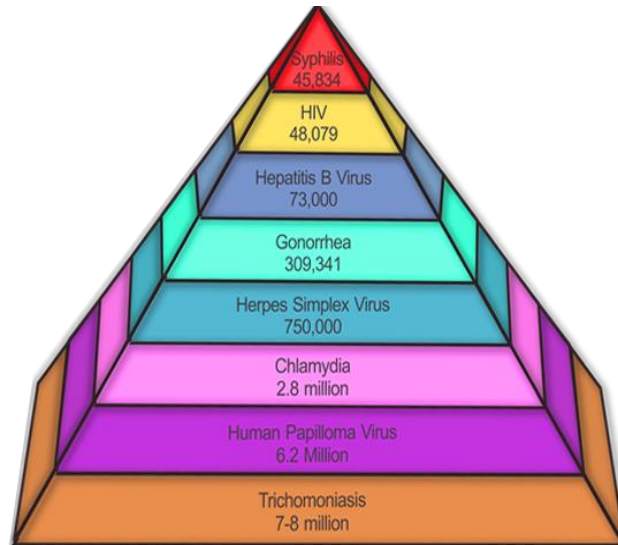 Syphilis
45,834
HIV
48,079
Hepatitis B Virus
73,000
Gonorrhea
309,341
Herpes Simplex Virus
750,000
Chlamydia
2.8 million
Human Papilloma Virus
6.2 Million
Trichomoniasis
7-8 million